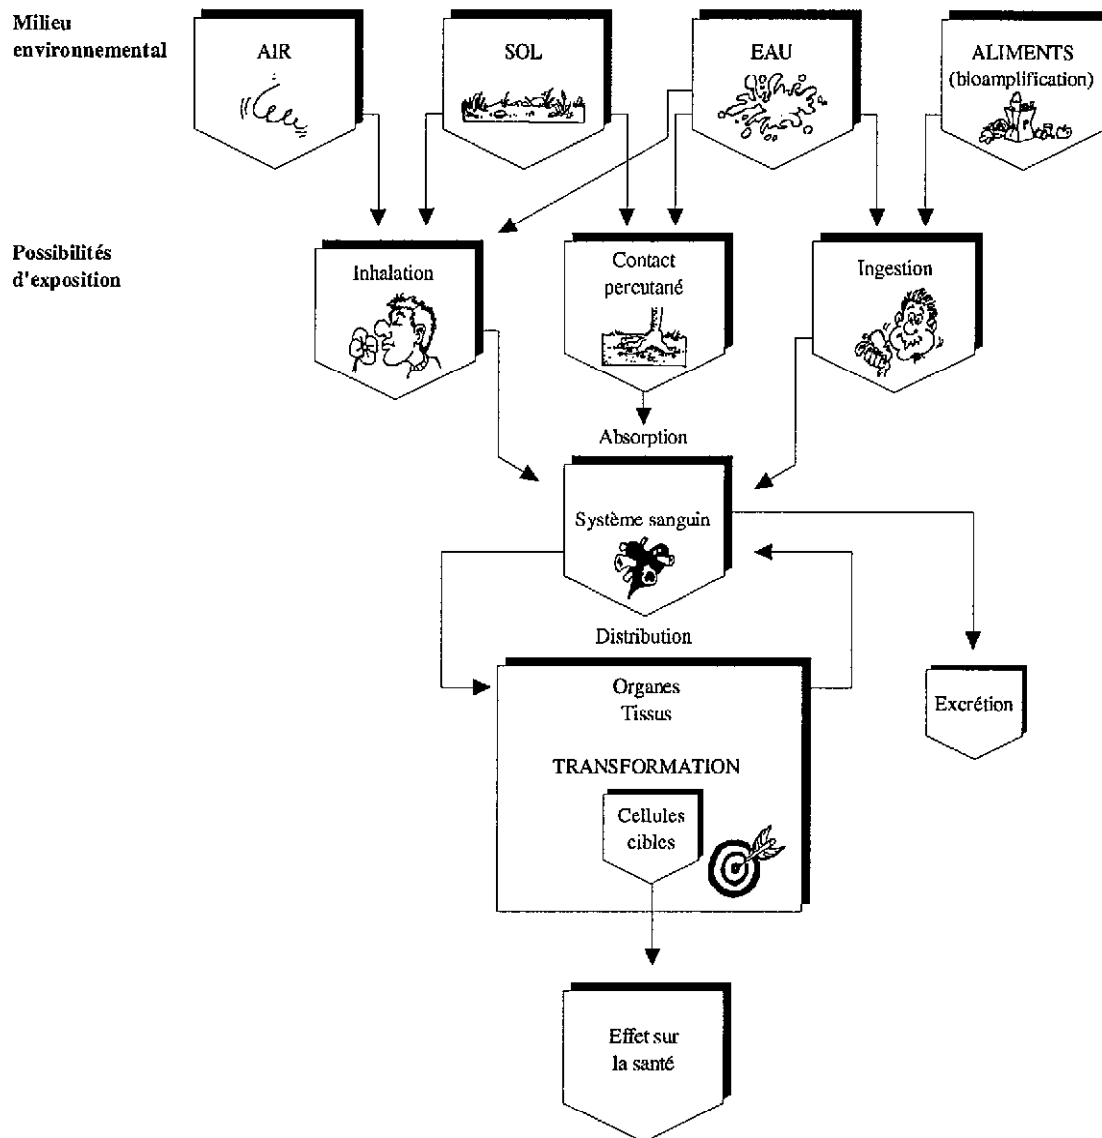 Milieu
environnemental
AIR
SOL
EAU
ALIMENTS
(bioamplification)
Possibilités
d'exposition
Inhalation
Contact
percutané
Ingestion
Absorption
Système sanguin
Distribution
Organes
Tissus
Excrétion
TRANSFORMATION
Cellules
cibles
Effet sur
la santé